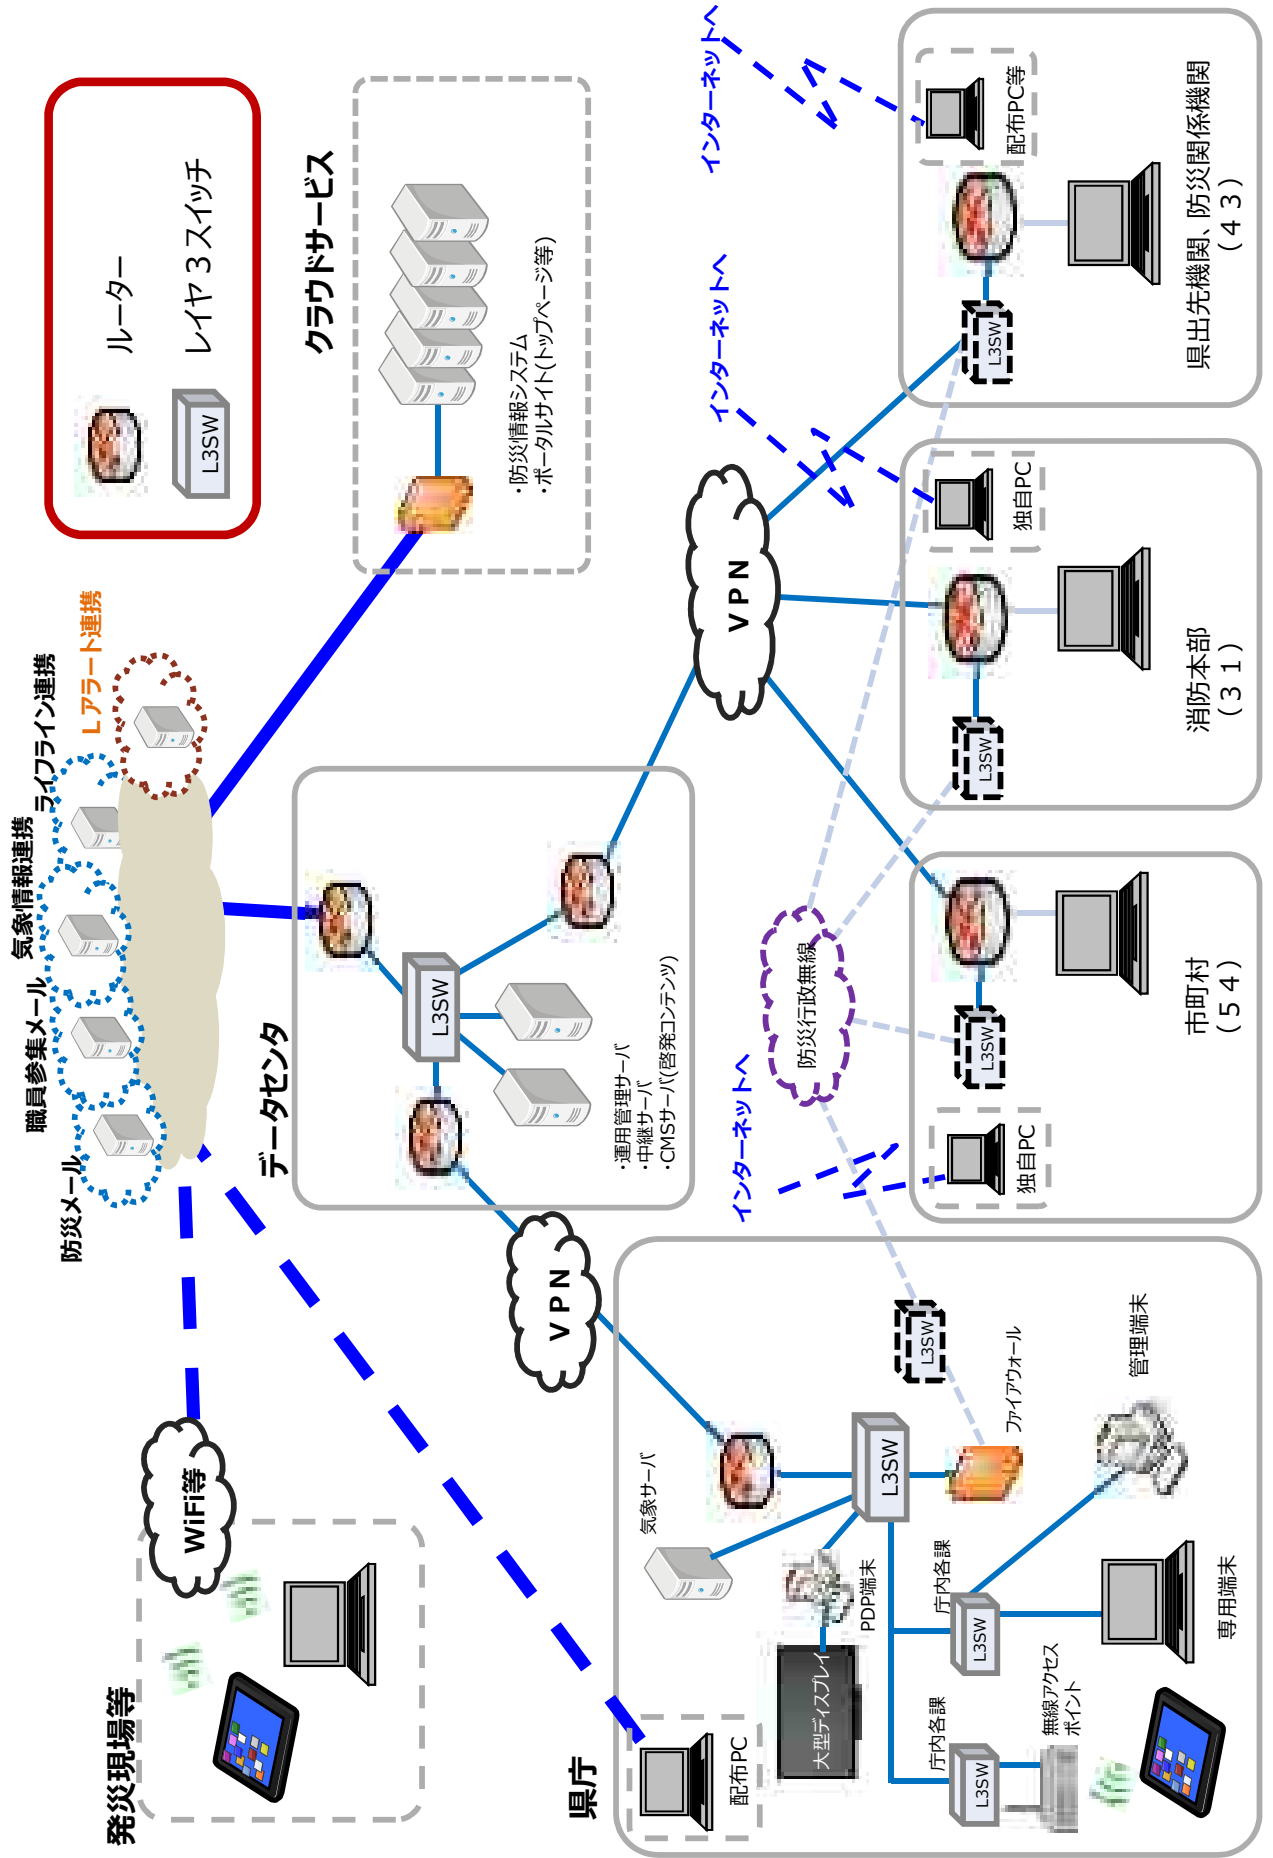 発災現場等
WiFi等
防災メール
職員参集メール
気象情報連携
ライフライン連携
Lアラート連携
ルーター
L3SW
レイヤ３スイッチ
クラウドサービス
・防災情報システム
・ポータルサイト(トップページ等)
データセンタ
L3SW
・運用管理サーバ
・中継サーバ
・CMSサーバ(啓発コンテンツ)
ＶＰＮ
ＶＰＮ
県庁
配布PC
気象サーバ
大型ディスプレイ
PDP端末
L3SW
L3SW
ファイアウォール
庁内各課
L3SW
庁内各課
L3SW
無線アクセス
ポイント
専用端末
管理端末
防災行政無線
インターネットへ
独自PC
L3SW
市町村
（５４）
インターネットへ
独自PC
L3SW
消防本部
（３１）
インターネットへ
配布PC等
L3SW
県出先機関、防災関係機関
（４３）